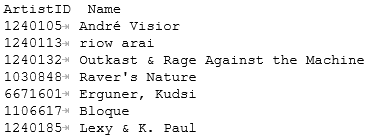 ArtistID Name
1240105 André Visior
1240113 riow arai
1240132 Outkast & Rage Against the Machine
1030848 Raver's Nature
6671601 Erguner, Kudsi
1106617 Bloque
1240185 Lexy & K. Paul